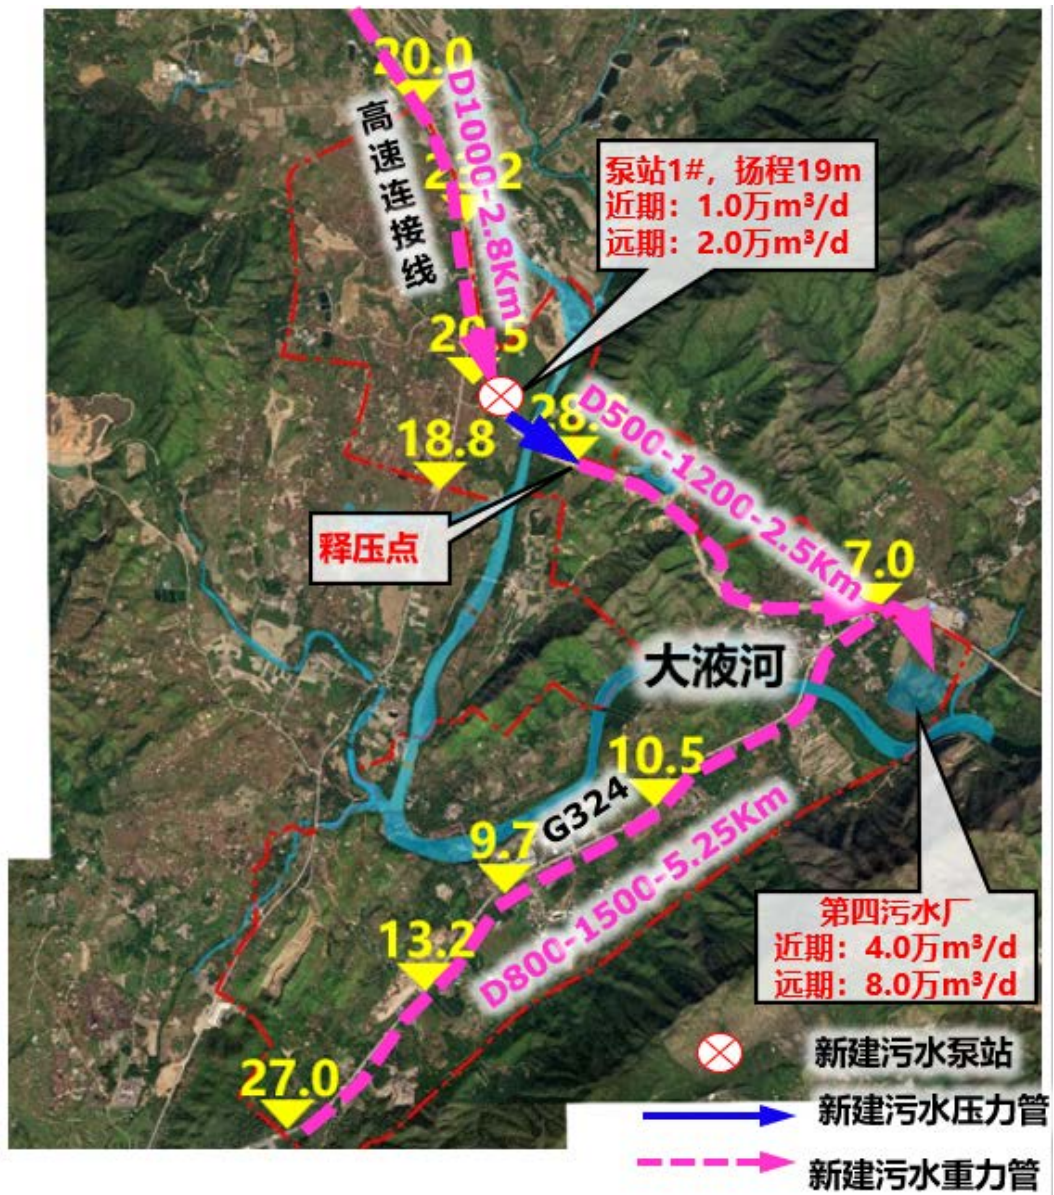 20.0
D1000-2.8Km
高速连接线
泵站1#，扬程19m
近期：1.0万m³/d
远期：2.0万m³/d
18.8
D500-1200-2.5Km
释压点
7.0
大液河
10.5
G324
9.7
D800-1500-5.25Km
13.2
第四污水厂
近期：4.0万m³/d
远期：8.0万m³/d
27.0
新建污水泵站
新建污水压力管
新建污水重力管